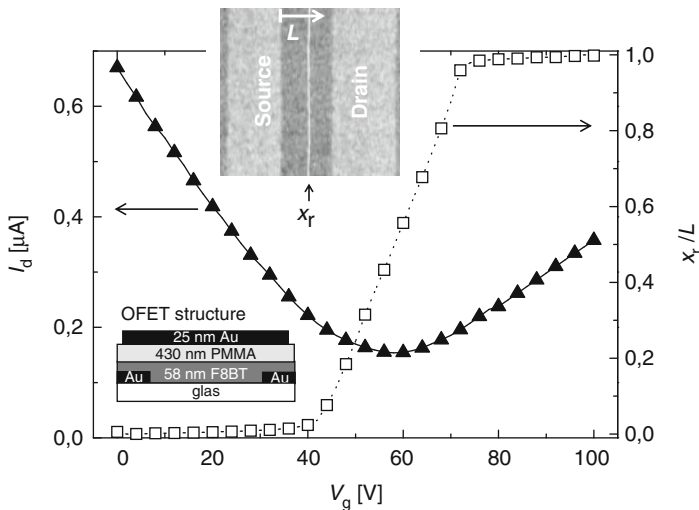 L
Source
Drain
x_r
0,6
0,4
0,2
0,0
I_d [μA]
1,0
0,8
0,6
0,4
0,2
0,0
x_r/L
OFET structure
25 nm Au
430 nm PMMA
Au 58 nm F8BT Au
glas
0 20 40 60 80 100
V_g [V]